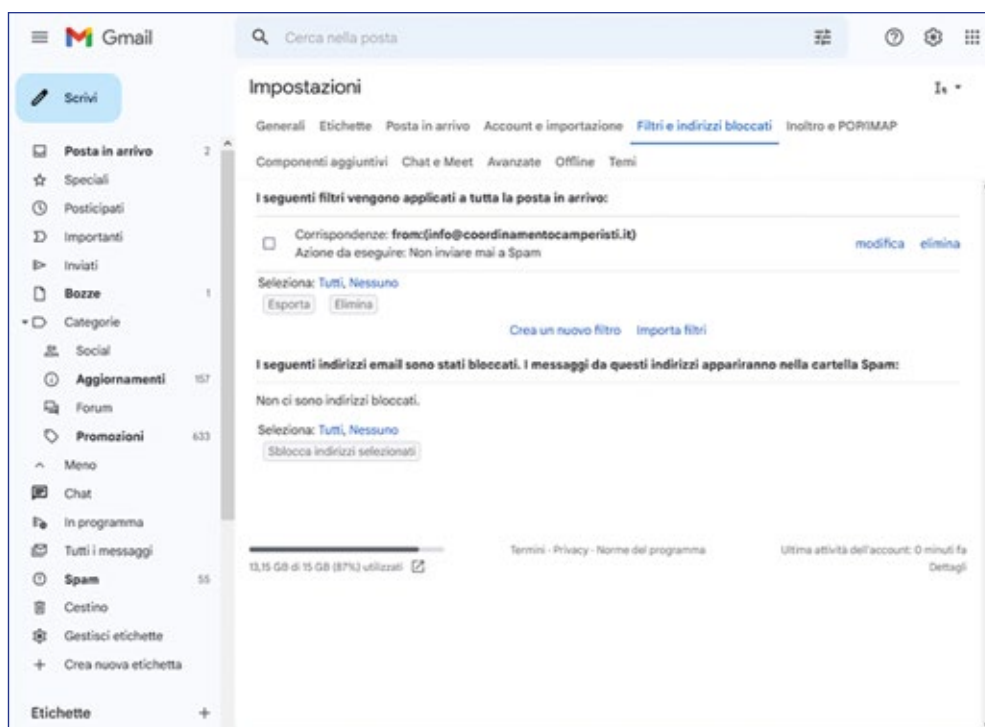 Gmail
Cerca nella posta
Scrivi
Posta in arrivo 2
Speciali
Posticipati
Importanti
Inviati
Bozze 1
Categorie
Social
Aggiornamenti 157
Forum
Promozioni 633
Meno
Chat
In programma
Tutti i messaggi
Spam 55
Cestino
Gestisci etichette
Crea nuova etichetta
Etichette +
Impostazioni
Generali Etichette Posta in arrivo Account e importazione Filtri e indirizzi bloccati Inoltro e POP/IMAP
Componenti aggiuntivi Chat e Meet Avanzate Offline Temi
I seguenti filtri vengono applicati a tutta la posta in arrivo:
Corrispondenze: from:(info@coordinamentocamperisti.it)
Azione da eseguire: Non inviare mai a Spam
modifica elimina
Seleziona: Tutti, Nessuno
Esporta Elimina
Crea un nuovo filtro Importa filtri
I seguenti indirizzi email sono stati bloccati. I messaggi da questi indirizzi appariranno nella cartella Spam:
Non ci sono indirizzi bloccati.
Seleziona: Tutti, Nessuno
Sblocca indirizzi selezionati
13,15 GB di 15 GB (87%) utilizzati
Termini · Privacy · Norme del programma
Ultima attività dell'account: 0 minuti fa
Dettagli